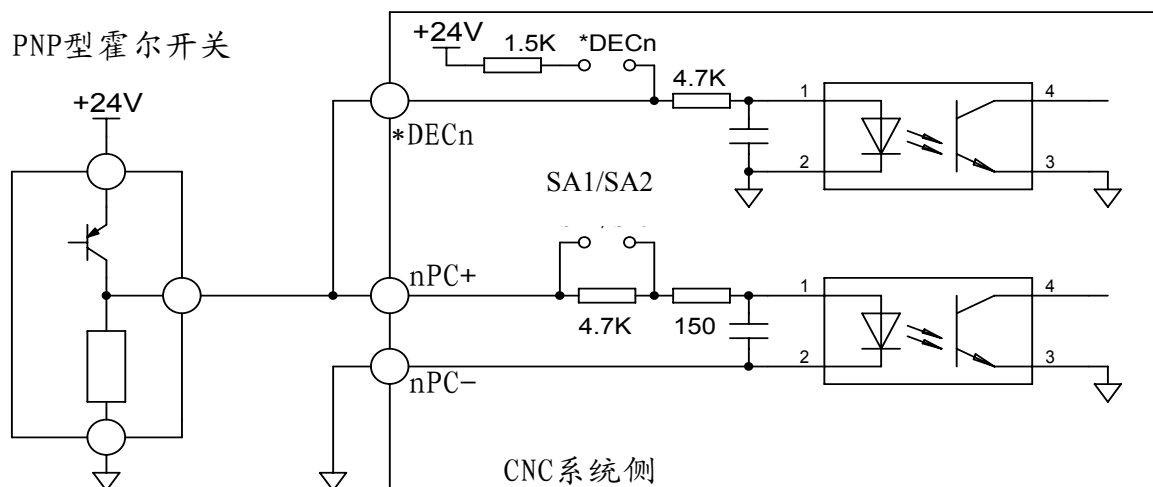 PNP型霍尔开关
+24V
+24V
1.5K
*DECn
4.7K
*DECn
1
2
4
3
SA1/SA2
nPC+
4.7K
150
nPC-
1
2
4
3
CNC系统侧